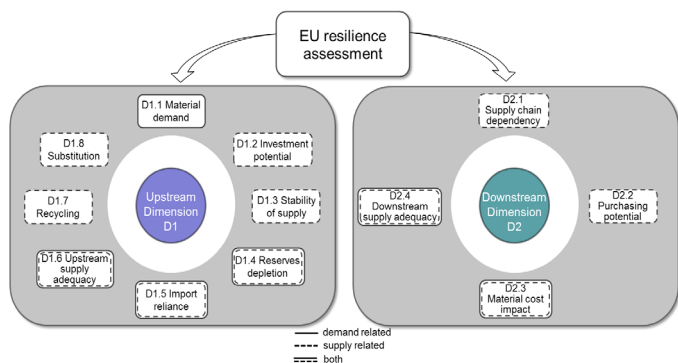 EU resilience
assessment
D1.1 Material
demand
D1.2 Investment
potential
D1.3 Stability
of supply
D1.4 Reserves
depletion
D1.5 Import
reliance
D1.6 Upstream
supply
adequacy
D1.7
Recycling
D1.8
Substitution
Upstream
Dimension
D1
D2.1
Supply chain
dependency
D2.2
Purchasing
potential
D2.3
Material cost
impact
D2.4
Downstream
supply adequacy
Downstream
Dimension
D2
demand related
supply related
both